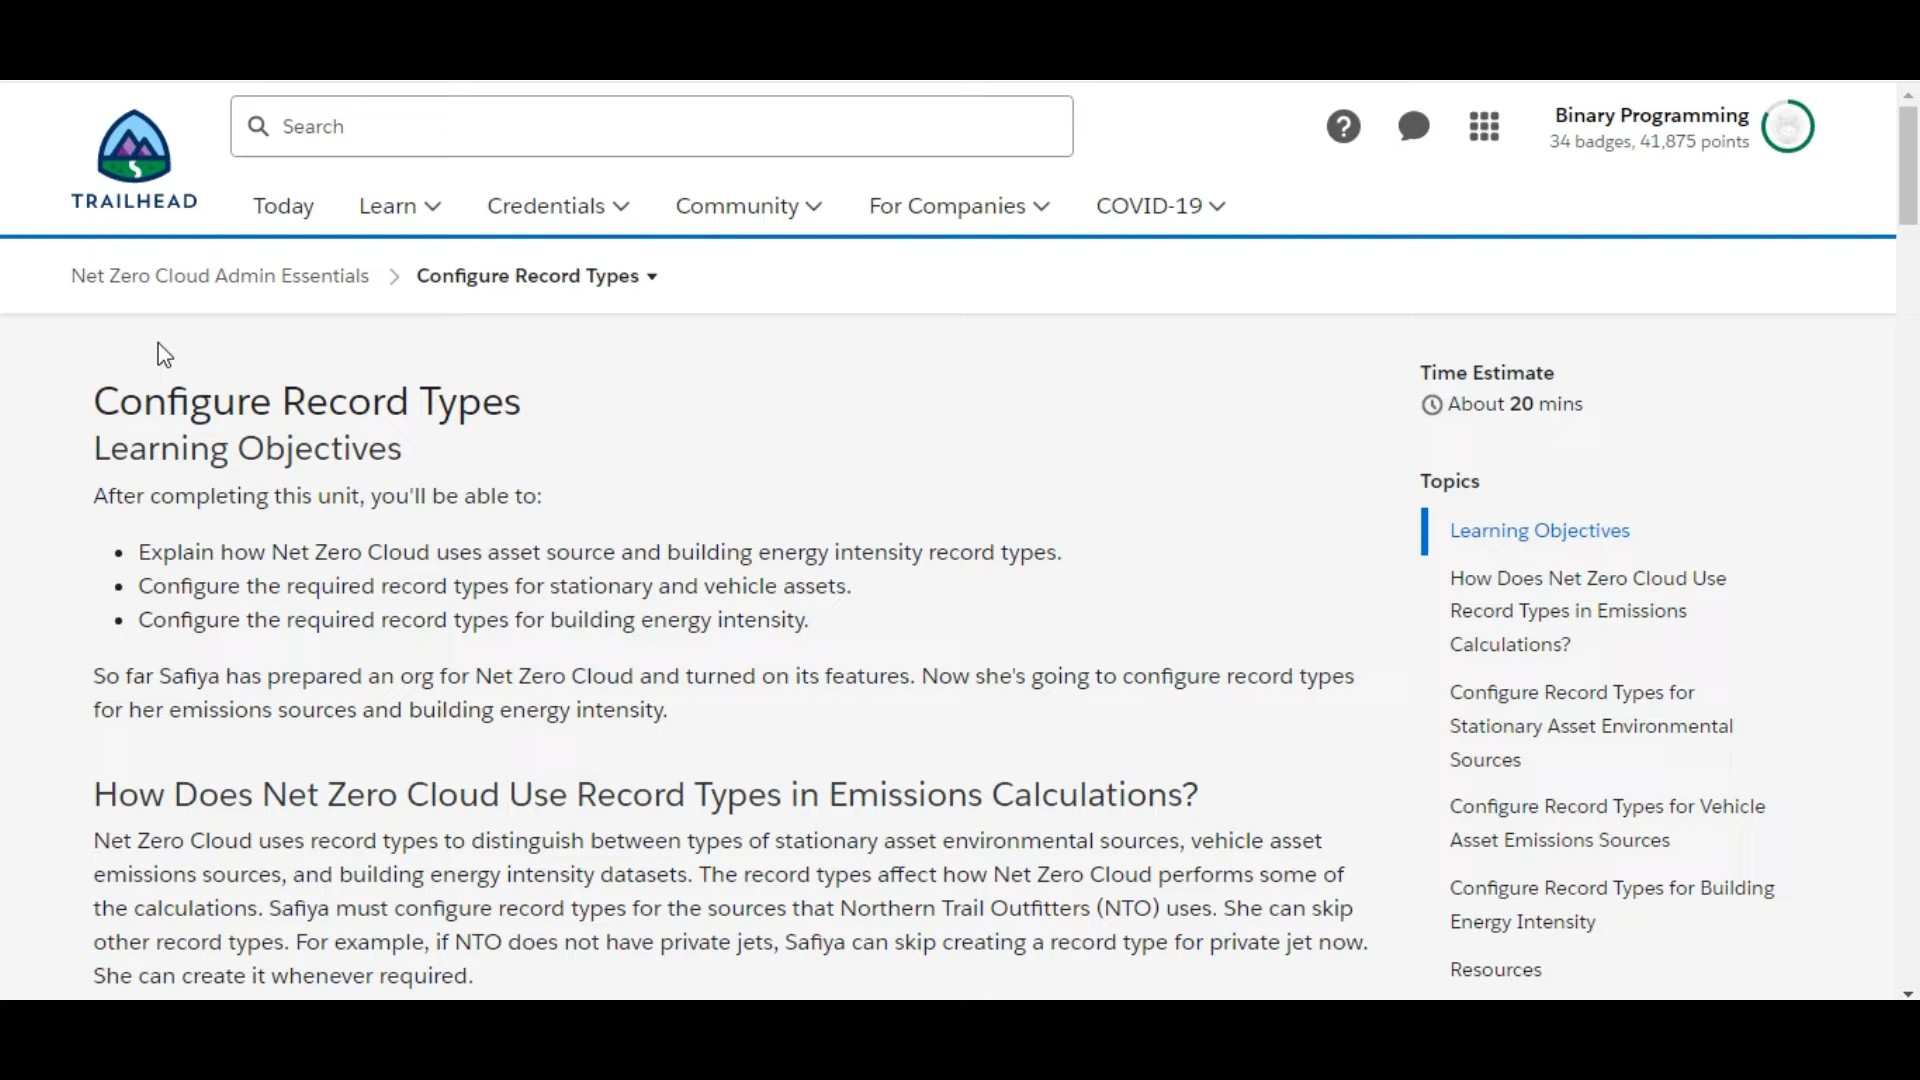 Search
Binary Programming
34 badges, 41,875 points
TRAILHEAD
Today Learn Credentials Community For Companies COVID-19
Net Zero Cloud Admin Essentials Configure Record Types
Configure Record Types
Learning Objectives
After completing this unit, you'll be able to:
• Explain how Net Zero Cloud uses asset source and building energy intensity record types.
• Configure the required record types for stationary and vehicle assets.
• Configure the required record types for building energy intensity.
So far Safiya has prepared an org for Net Zero Cloud and turned on its features. Now she's going to configure record types
for her emissions sources and building energy intensity.
How Does Net Zero Cloud Use Record Types in Emissions Calculations?
Net Zero Cloud uses record types to distinguish between types of stationary asset environmental sources, vehicle asset
emissions sources, and building energy intensity datasets. The record types affect how Net Zero Cloud performs some of
the calculations. Safiya must configure record types for the sources that Northern Trail Outfitters (NTO) uses. She can skip
other record types. For example, if NTO does not have private jets, Safiya can skip creating a record type for private jet now.
She can create it whenever required.
Time Estimate
About 20 mins
Topics
Learning Objectives
How Does Net Zero Cloud Use
Record Types in Emissions
Calculations?
Configure Record Types for
Stationary Asset Environmental
Sources
Configure Record Types for Vehicle
Asset Emissions Sources
Configure Record Types for Building
Energy Intensity
Resources